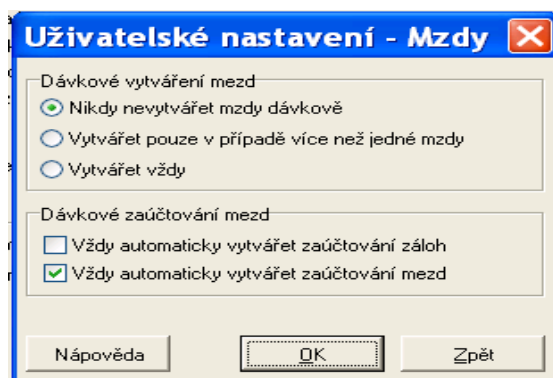 Uživatelské nastavení - Mzdy
Dávkové vytváření mezd
Nikdy nevytvářet mzdy dávkově
Vytvářet pouze v případě více než jedné mzdy
Vytvářet vždy
Dávkové zaúčtování mezd
Vždy automaticky vytvářet zaúčtování záloh
Vždy automaticky vytvářet zaúčtování mezd
Nápověda
OK
Zpět